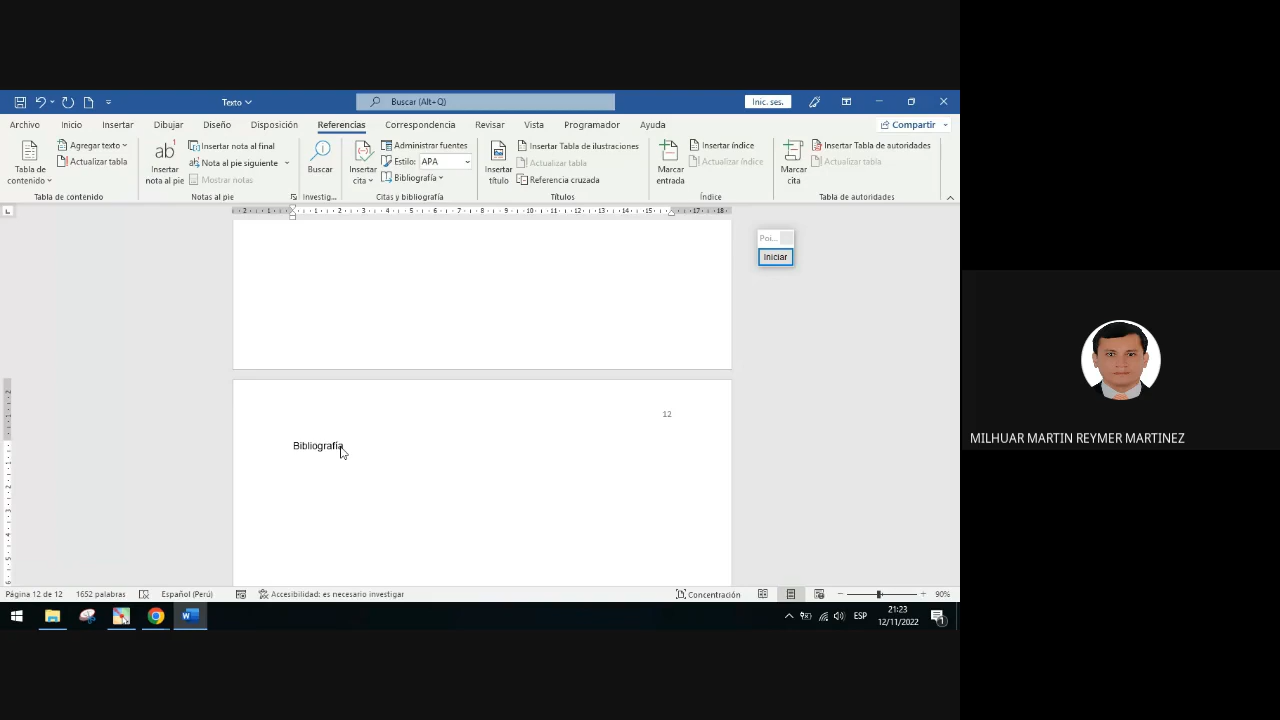 Texto
Buscar (Alt+Q)
Inic. ses.
Archivo Inicio Insertar Dibujar Diseño Disposición Referencias Correspondencia Revisar Vista Programador Ayuda Compartir
Tabla de contenido
Agregar texto
Actualizar tabla
Tabla de contenido
ab
Insertar nota al pie
Insertar nota al final
Nota al pie siguiente
Mostrar notas
Notas al pie
Buscar
Investig...
Insertar cita
Administrar fuentes
Estilo: APA
Bibliografía
Citas y bibliografía
Insertar título
Insertar Tabla de ilustraciones
Actualizar tabla
Referencia cruzada
Títulos
Marcar entrada
Insertar índice
Actualizar índice
Índice
Marcar cita
Insertar Tabla de autoridades
Actualizar tabla
Tabla de autoridades
Poi...
Iniciar
12
Bibliografía
MILHUAR MARTIN REYMER MARTINEZ
Página 12 de 12 1652 palabras Español (Perú) Accesibilidad: es necesario investigar Concentración 90%
ESP
21:23
12/11/2022